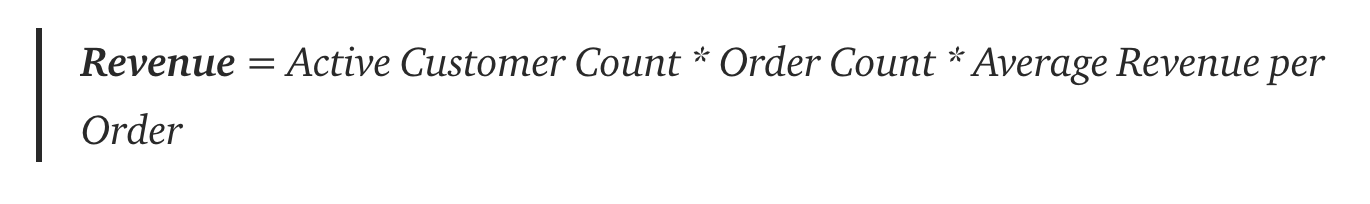 Revenue = Active Customer Count * Order Count * Average Revenue per
Order